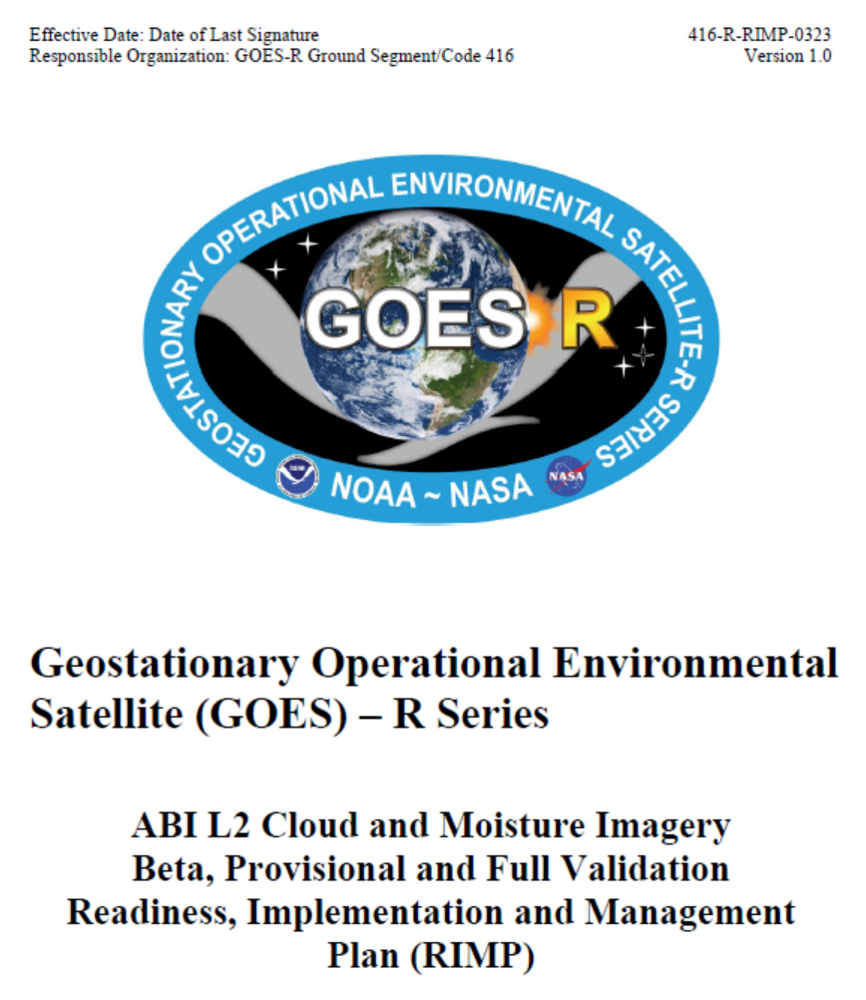 Effective Date: Date of Last Signature
416-R-RIMP-0323
Responsible Organization: GOES-R Ground Segment/Code 416
Version 1.0
GEOSTATIONARY OPERATIONAL ENVIRONMENTAL SATELLITE-R SERIES
GOES R
NOAA ~ NASA
NOAA
NASA
Geostationary Operational Environmental
Satellite (GOES) – R Series
ABI L2 Cloud and Moisture Imagery
Beta, Provisional and Full Validation
Readiness, Implementation and Management
Plan (RIMP)